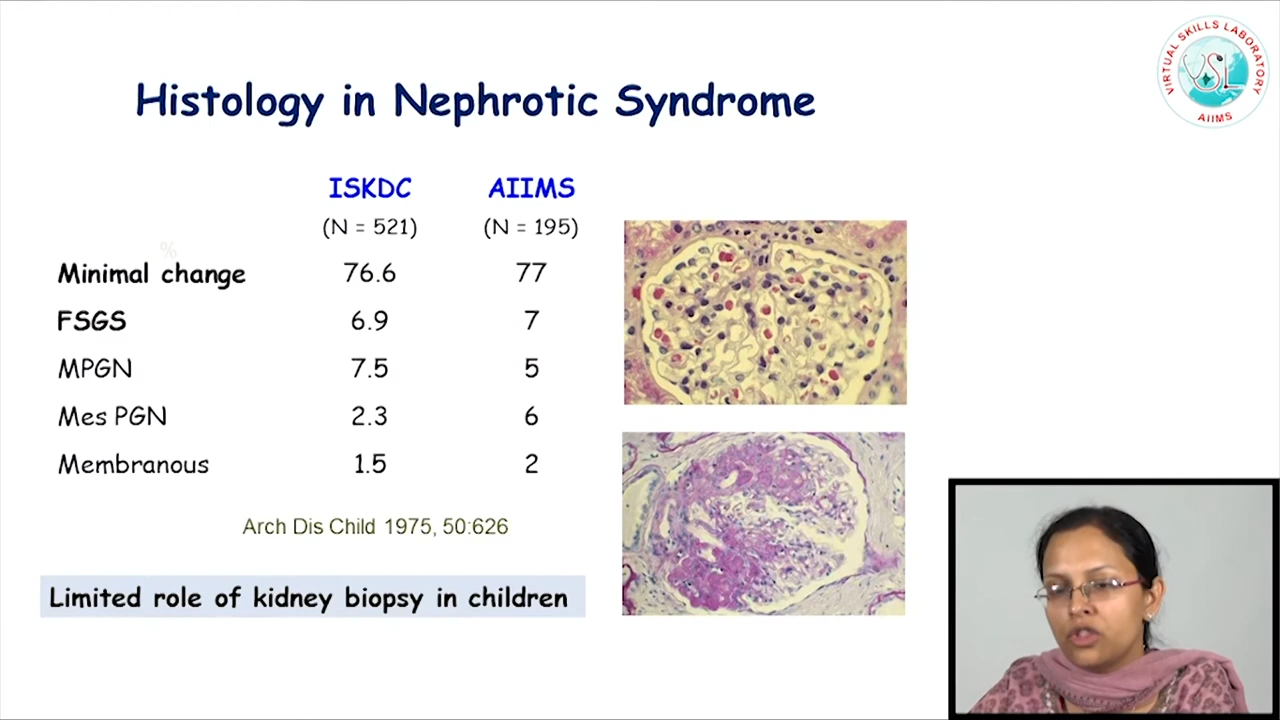 VIRTUAL SKILLS LABORATORY
VSL
AIIMS
Histology in Nephrotic Syndrome
ISKDC AIIMS
(N = 521) (N = 195)
%
Minimal change 76.6 77
FSGS 6.9 7
MPGN 7.5 5
Mes PGN 2.3 6
Membranous 1.5 2
Arch Dis Child 1975, 50:626
Limited role of kidney biopsy in children